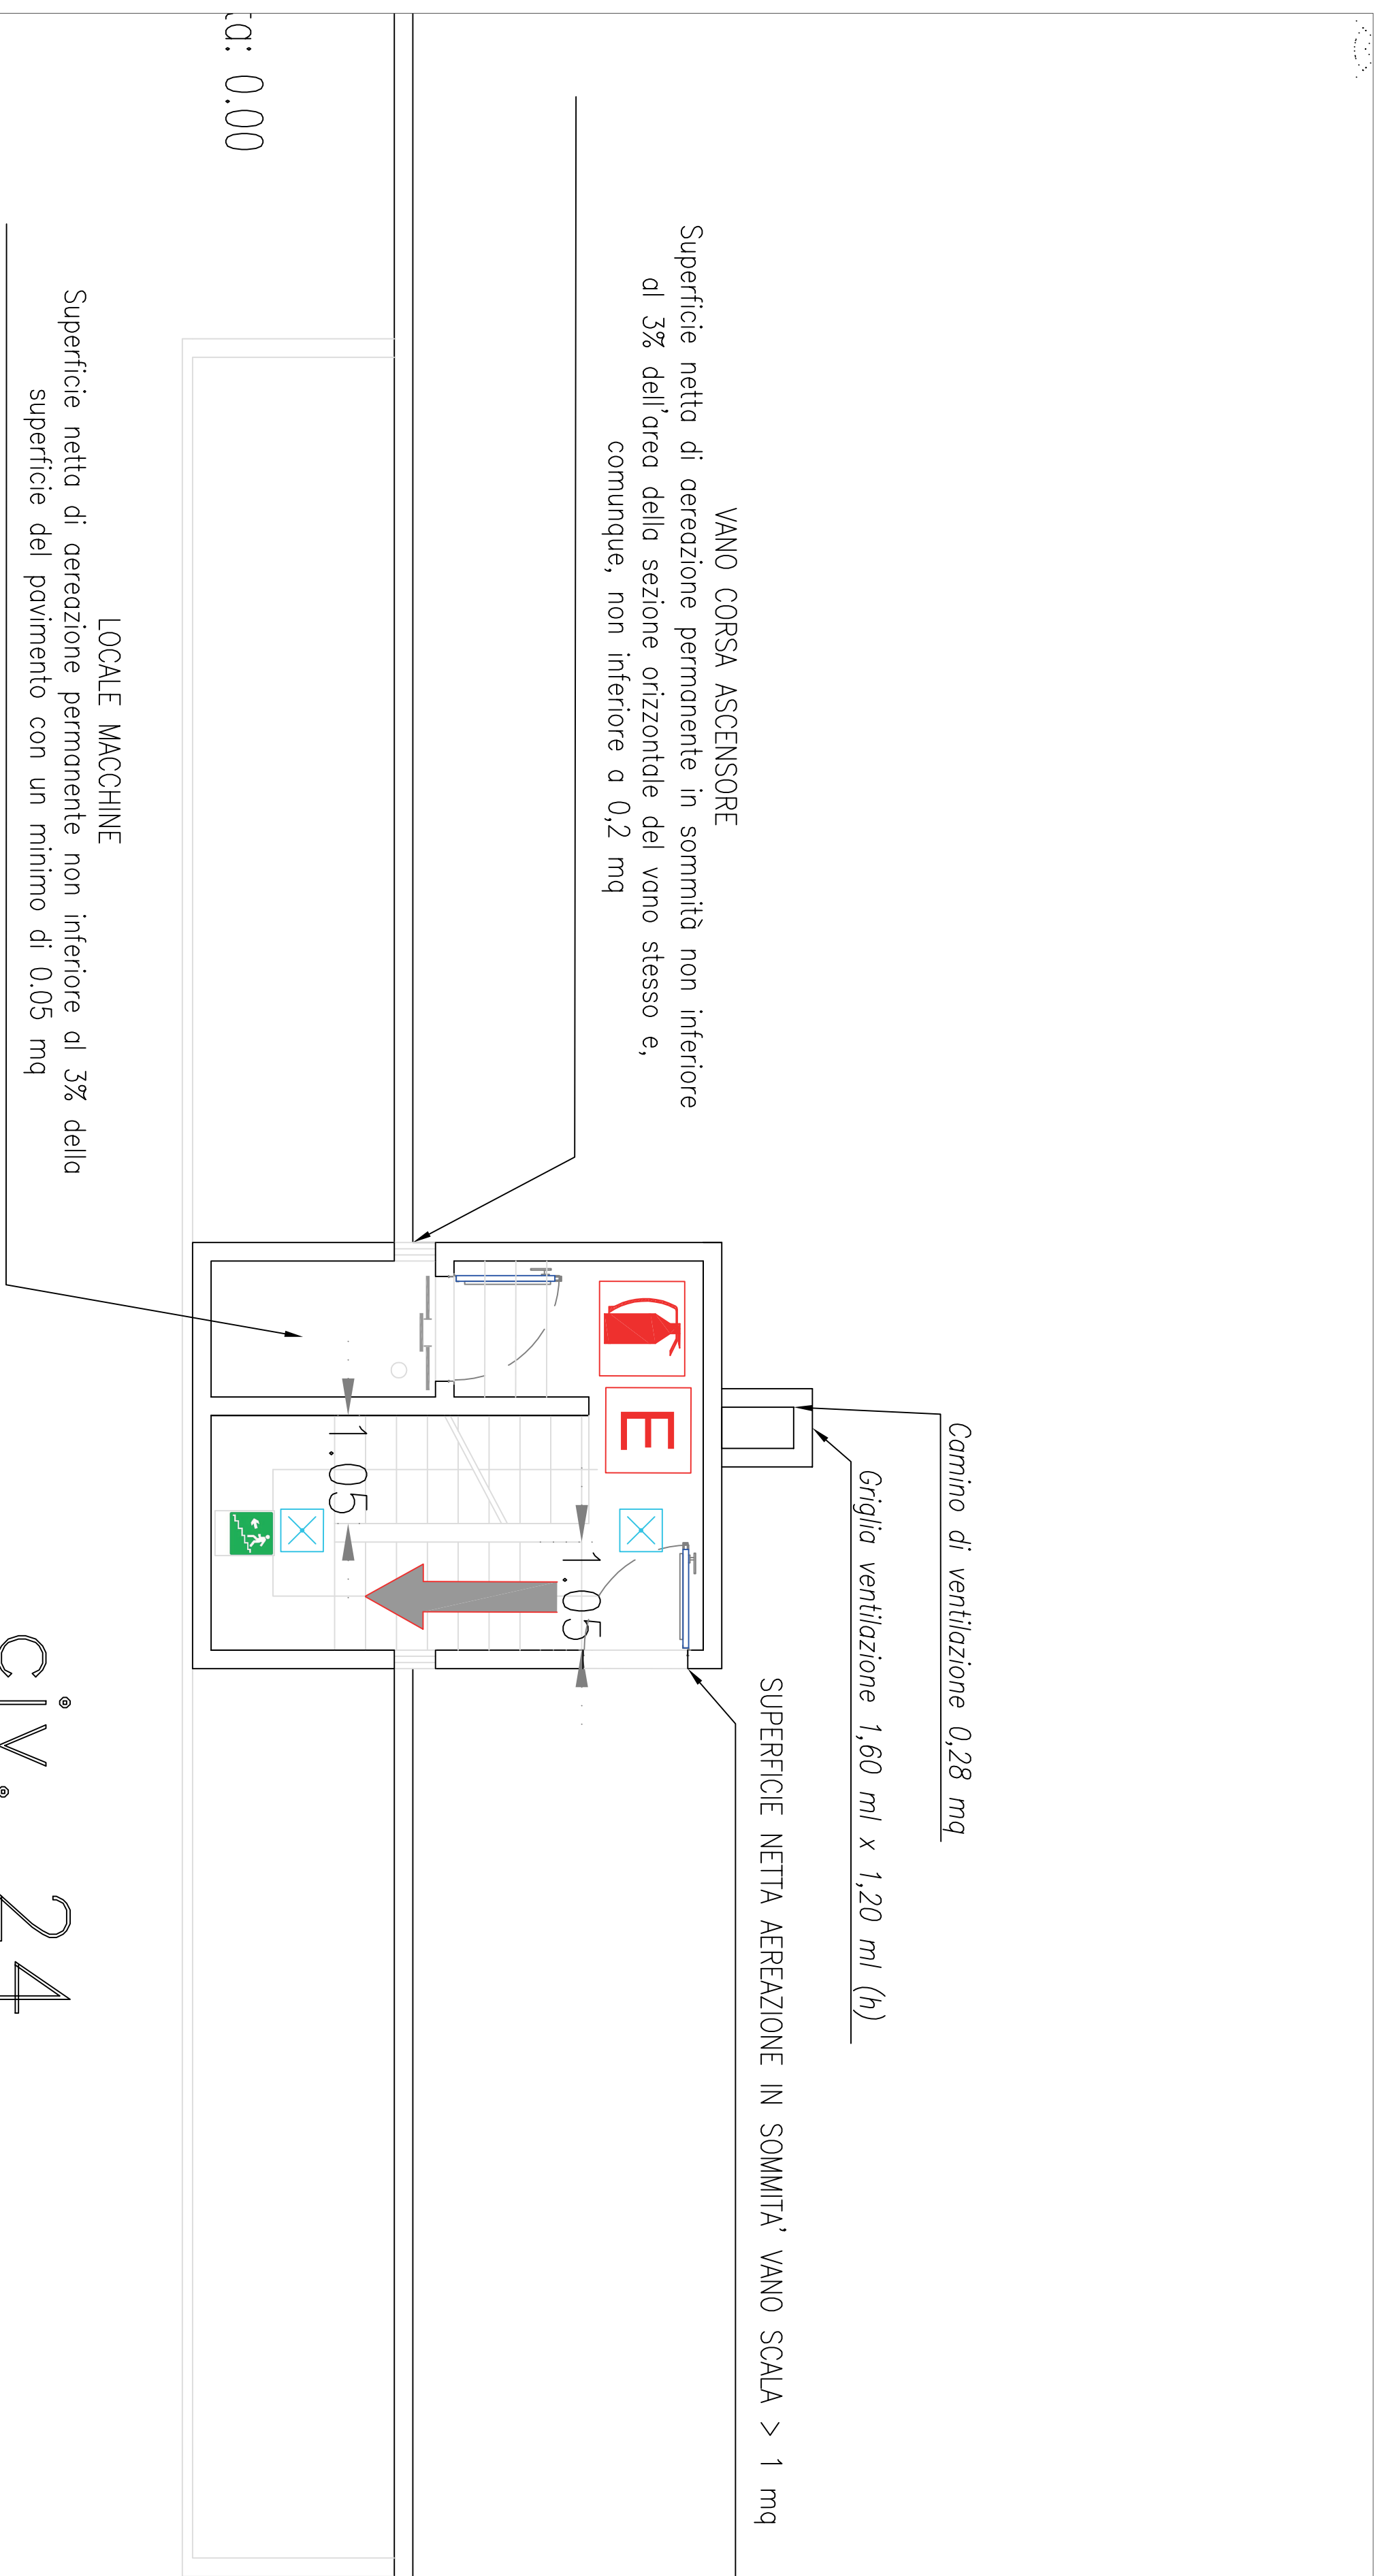 Camino di ventilazione 0,28 mq
Griglia ventilazione 1,60 ml x 1,20 ml (h)
SUPERFICIE NETTA AEREAZIONE IN SOMMITA' VANO SCALA > 1 mq
VANO CORSA ASCENSORE
Superficie netta di aereazione permanente in sommità non inferiore
al 3% dell'area della sezione orizzontale del vano stesso e,
comunque, non inferiore a 0,2 mq
E
1.05
1.05
ta: 0.00
LOCALE MACCHINE
Superficie netta di aereazione permanente non inferiore al 3% della
superficie del pavimento con un minimo di 0.05 mq
civ. 24